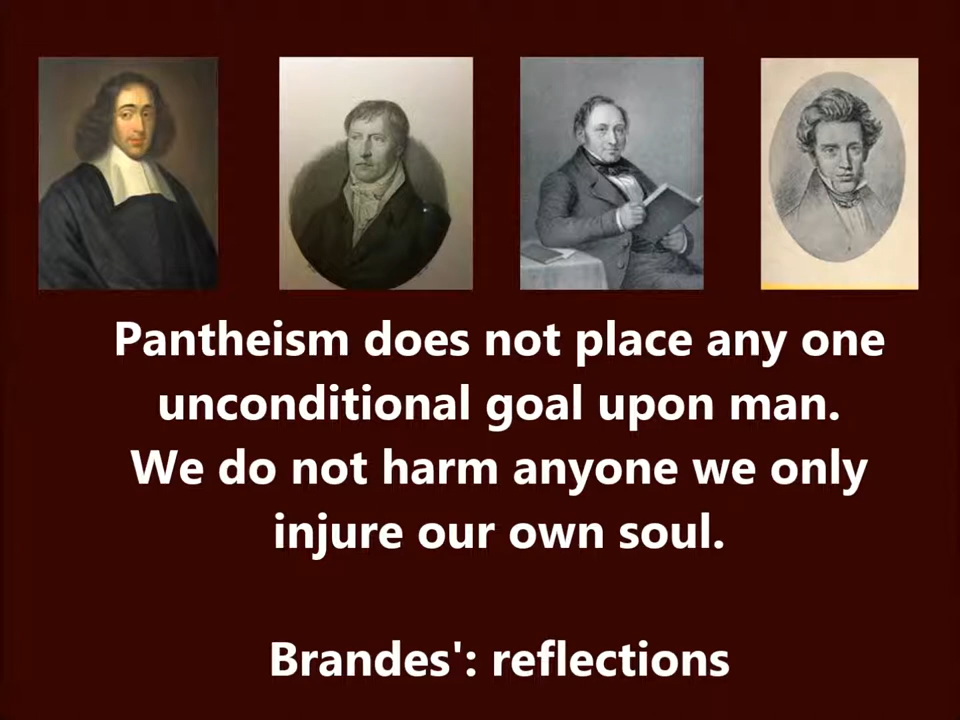 Pantheism does not place any one
unconditional goal upon man.
We do not harm anyone we only
injure our own soul.
Brandes': reflections